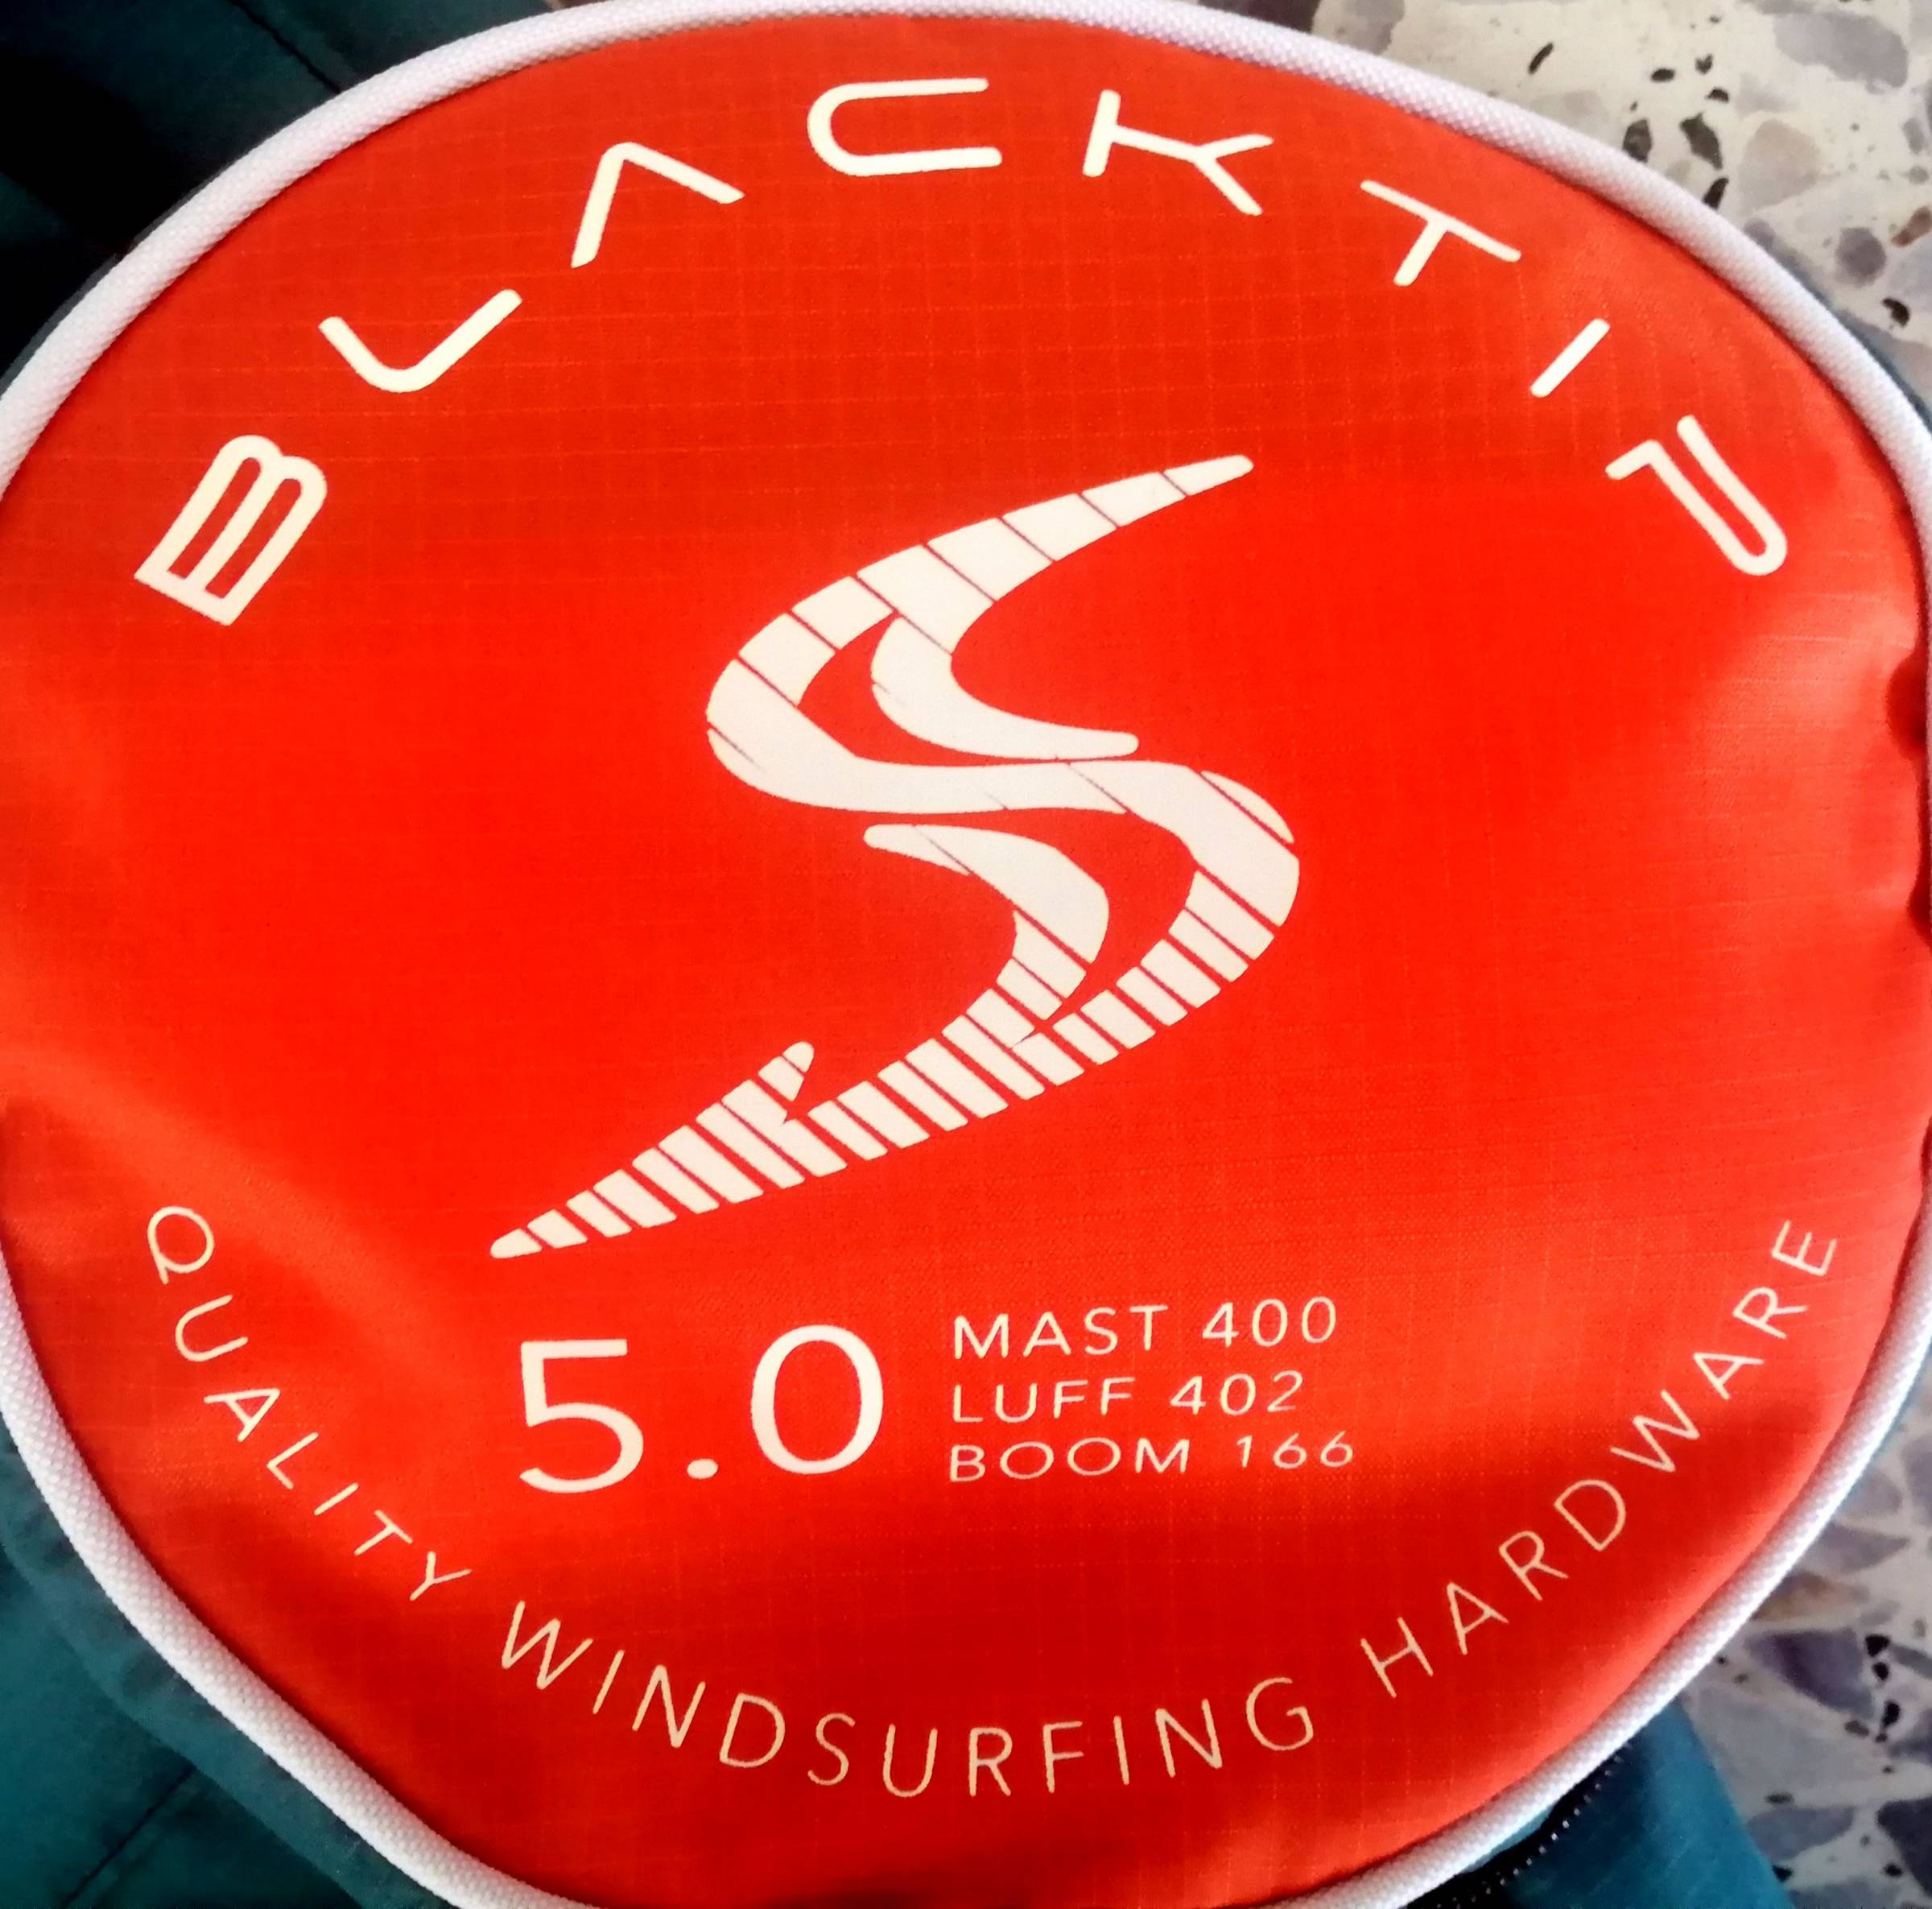 BLACKTIP
5.0
MAST 400
LUFF 402
BOOM 166
QUALITY WINDSURFING HARDWARE